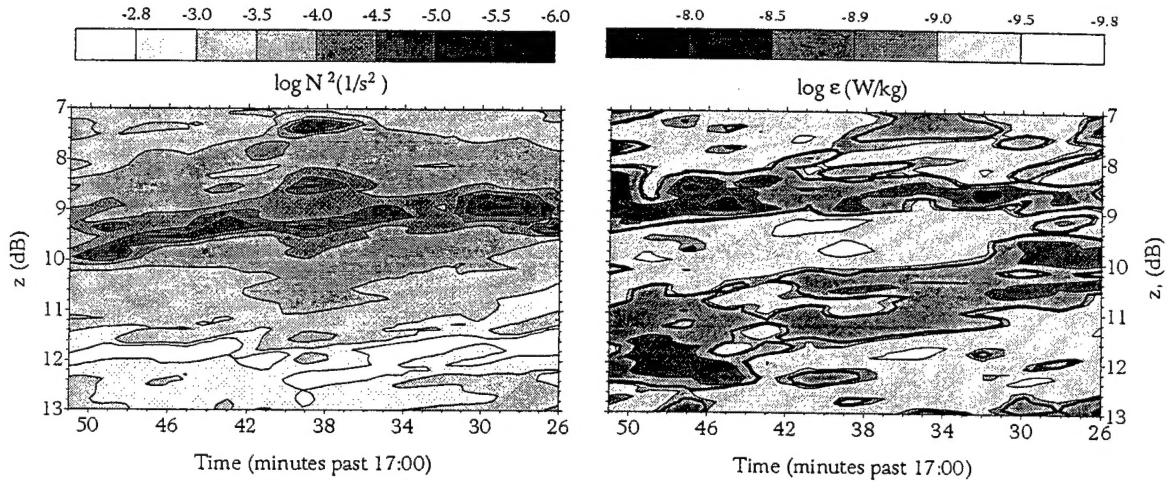 -2.8 -3.0 -3.5 -4.0 -4.5 -5.0 -5.5 -6.0
-8.0 -8.5 -8.9 -9.0 -9.5 -9.8
log N ²(1/s² )
log ε (W/kg)
7
8
9
10
11
12
13
z (dB)
50 46 42 38 34 30 26
Time (minutes past 17:00)
7
8
9
10
11
12
13
z, (dB)
50 46 42 38 34 30 26
Time (minutes past 17:00)